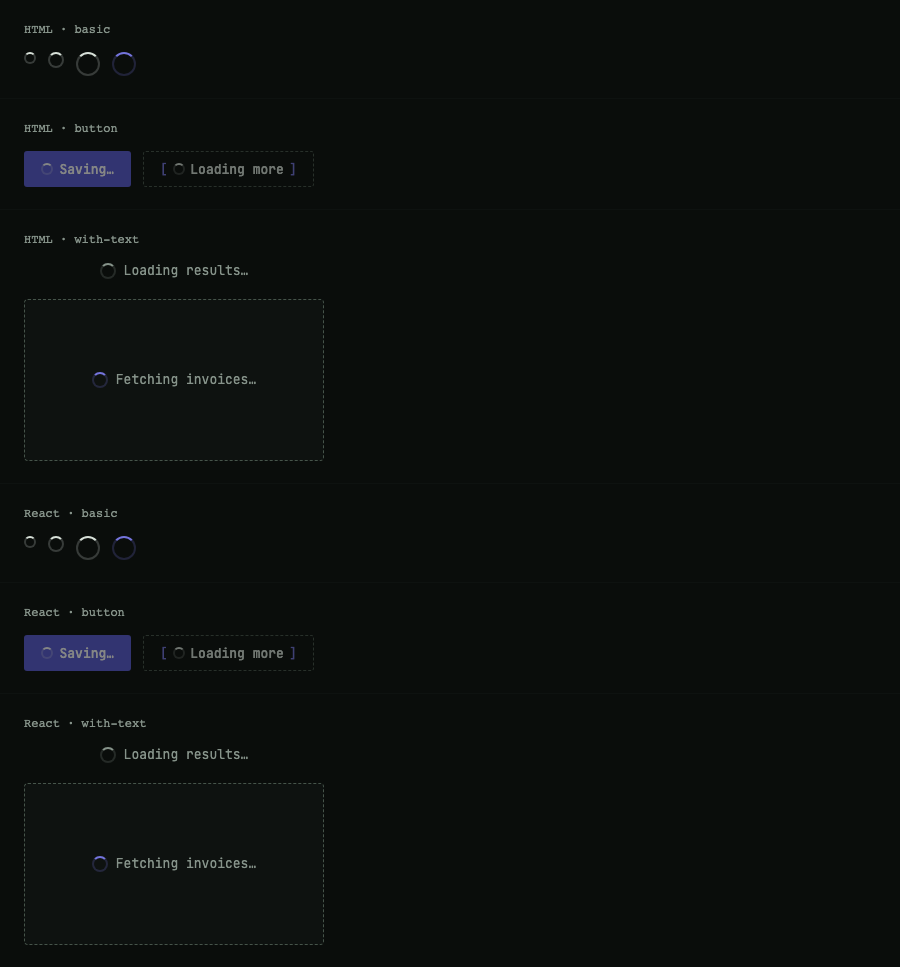 HTML · basic
HTML · button
Saving…
[ Loading more ]
HTML · with-text
Loading results…
Fetching invoices…
React · basic
React · button
Saving…
[ Loading more ]
React · with-text
Loading results…
Fetching invoices…